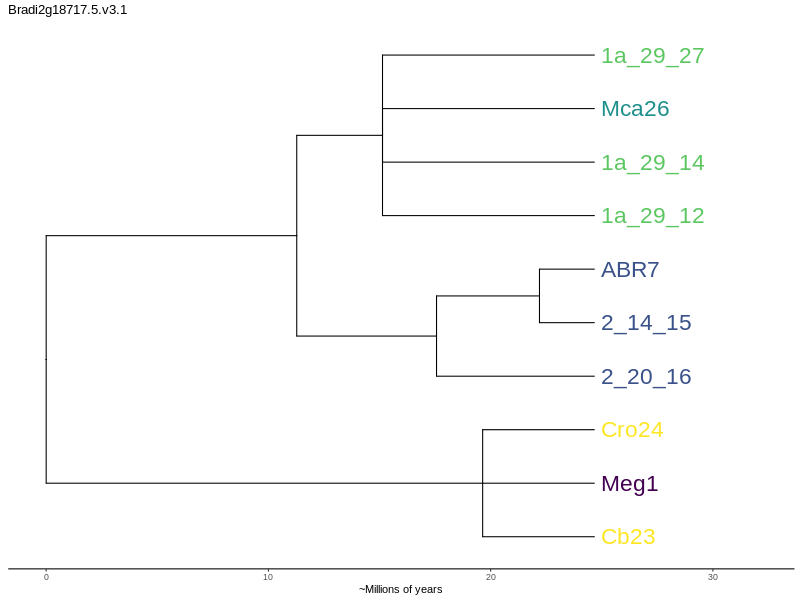 Bradi2g18717.5.v3.1
1a_29_27
Mca26
1a_29_14
1a_29_12
ABR7
2_14_15
2_20_16
Cro24
Meg1
Cb23
0 10 20 30
~Millions of years